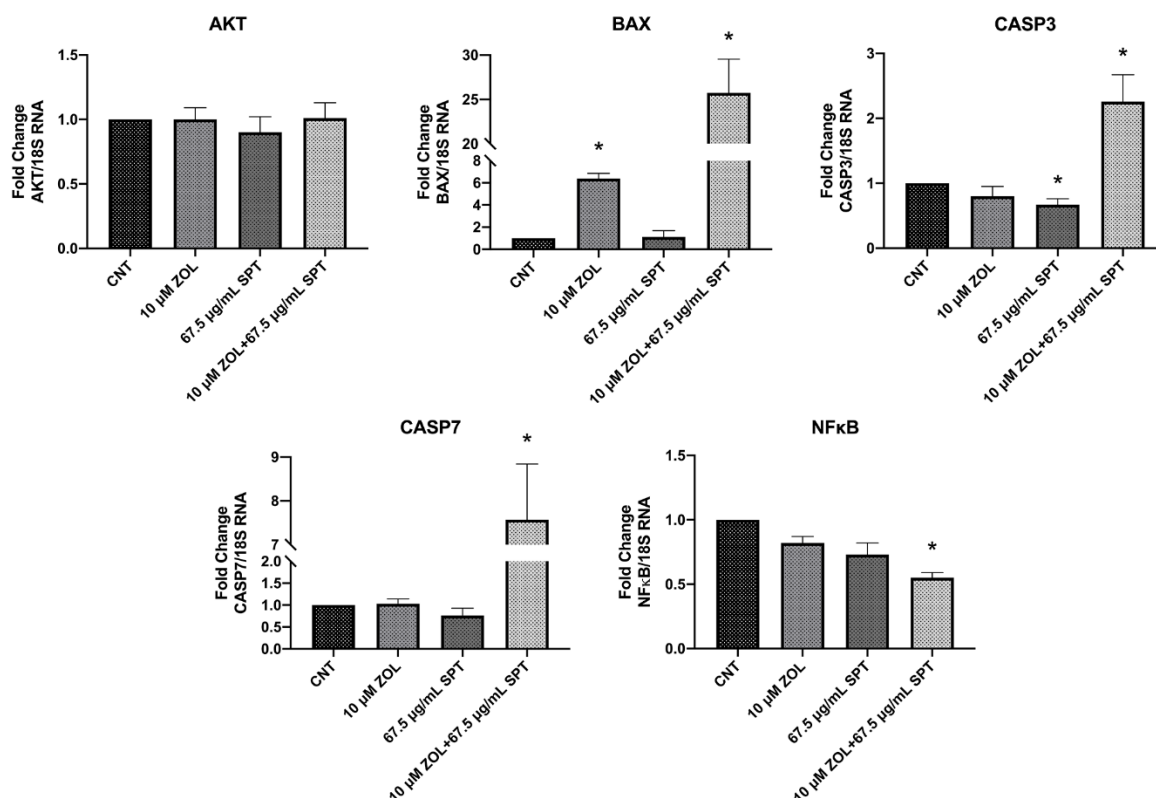 AKT
Fold Change
AKT/18S RNA
1.5
1.0
0.5
0.0
CNT
10 µM ZOL
67.5 µg/mL SPT
10 µM ZOL+67.5 µg/mL SPT
BAX
Fold Change
BAX/18S RNA
30
25
20
8
6
4
2
0
*
*
CNT
10 µM ZOL
67.5 µg/mL SPT
10 µM ZOL+67.5 µg/mL SPT
CASP3
Fold Change
CASP3/18S RNA
3
2
1
0
*
*
CNT
10 µM ZOL
67.5 µg/mL SPT
10 µM ZOL+67.5 µg/mL SPT
CASP7
Fold Change
CASP7/18S RNA
9
8
7
2.0
1.5
1.0
0.5
0.0
*
CNT
10 µM ZOL
67.5 µg/mL SPT
10 µM ZOL+67.5 µg/mL SPT
NFκB
Fold Change
NFκB/18S RNA
1.5
1.0
0.5
0.0
*
CNT
10 µM ZOL
67.5 µg/mL SPT
10 µM ZOL+67.5 µg/mL SPT